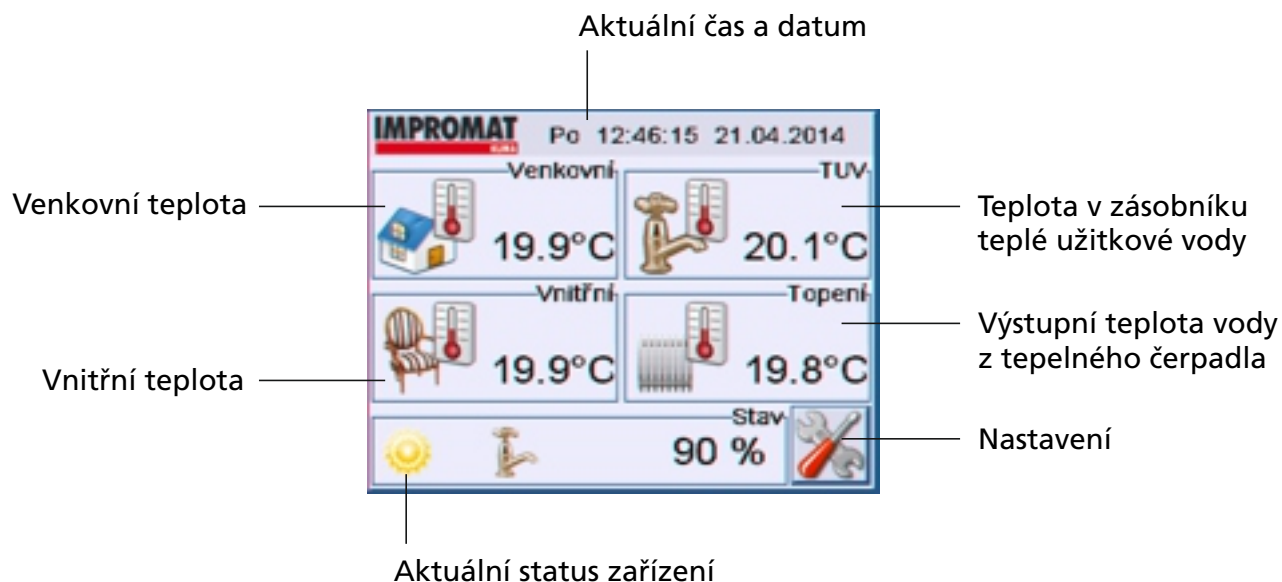 Aktuální čas a datum
IMPROMAT
KLIMA
Po 12:46:15 21.04.2014
Venkovní
TUV
Venkovní teplota
19.9°C
20.1°C
Teplota v zásobníku
teplé užitkové vody
Vnitřní
Topení
Vnitřní teplota
19.9°C
19.8°C
Výstupní teplota vody
z tepelného čerpadla
Stav
90 %
Nastavení
Aktuální status zařízení